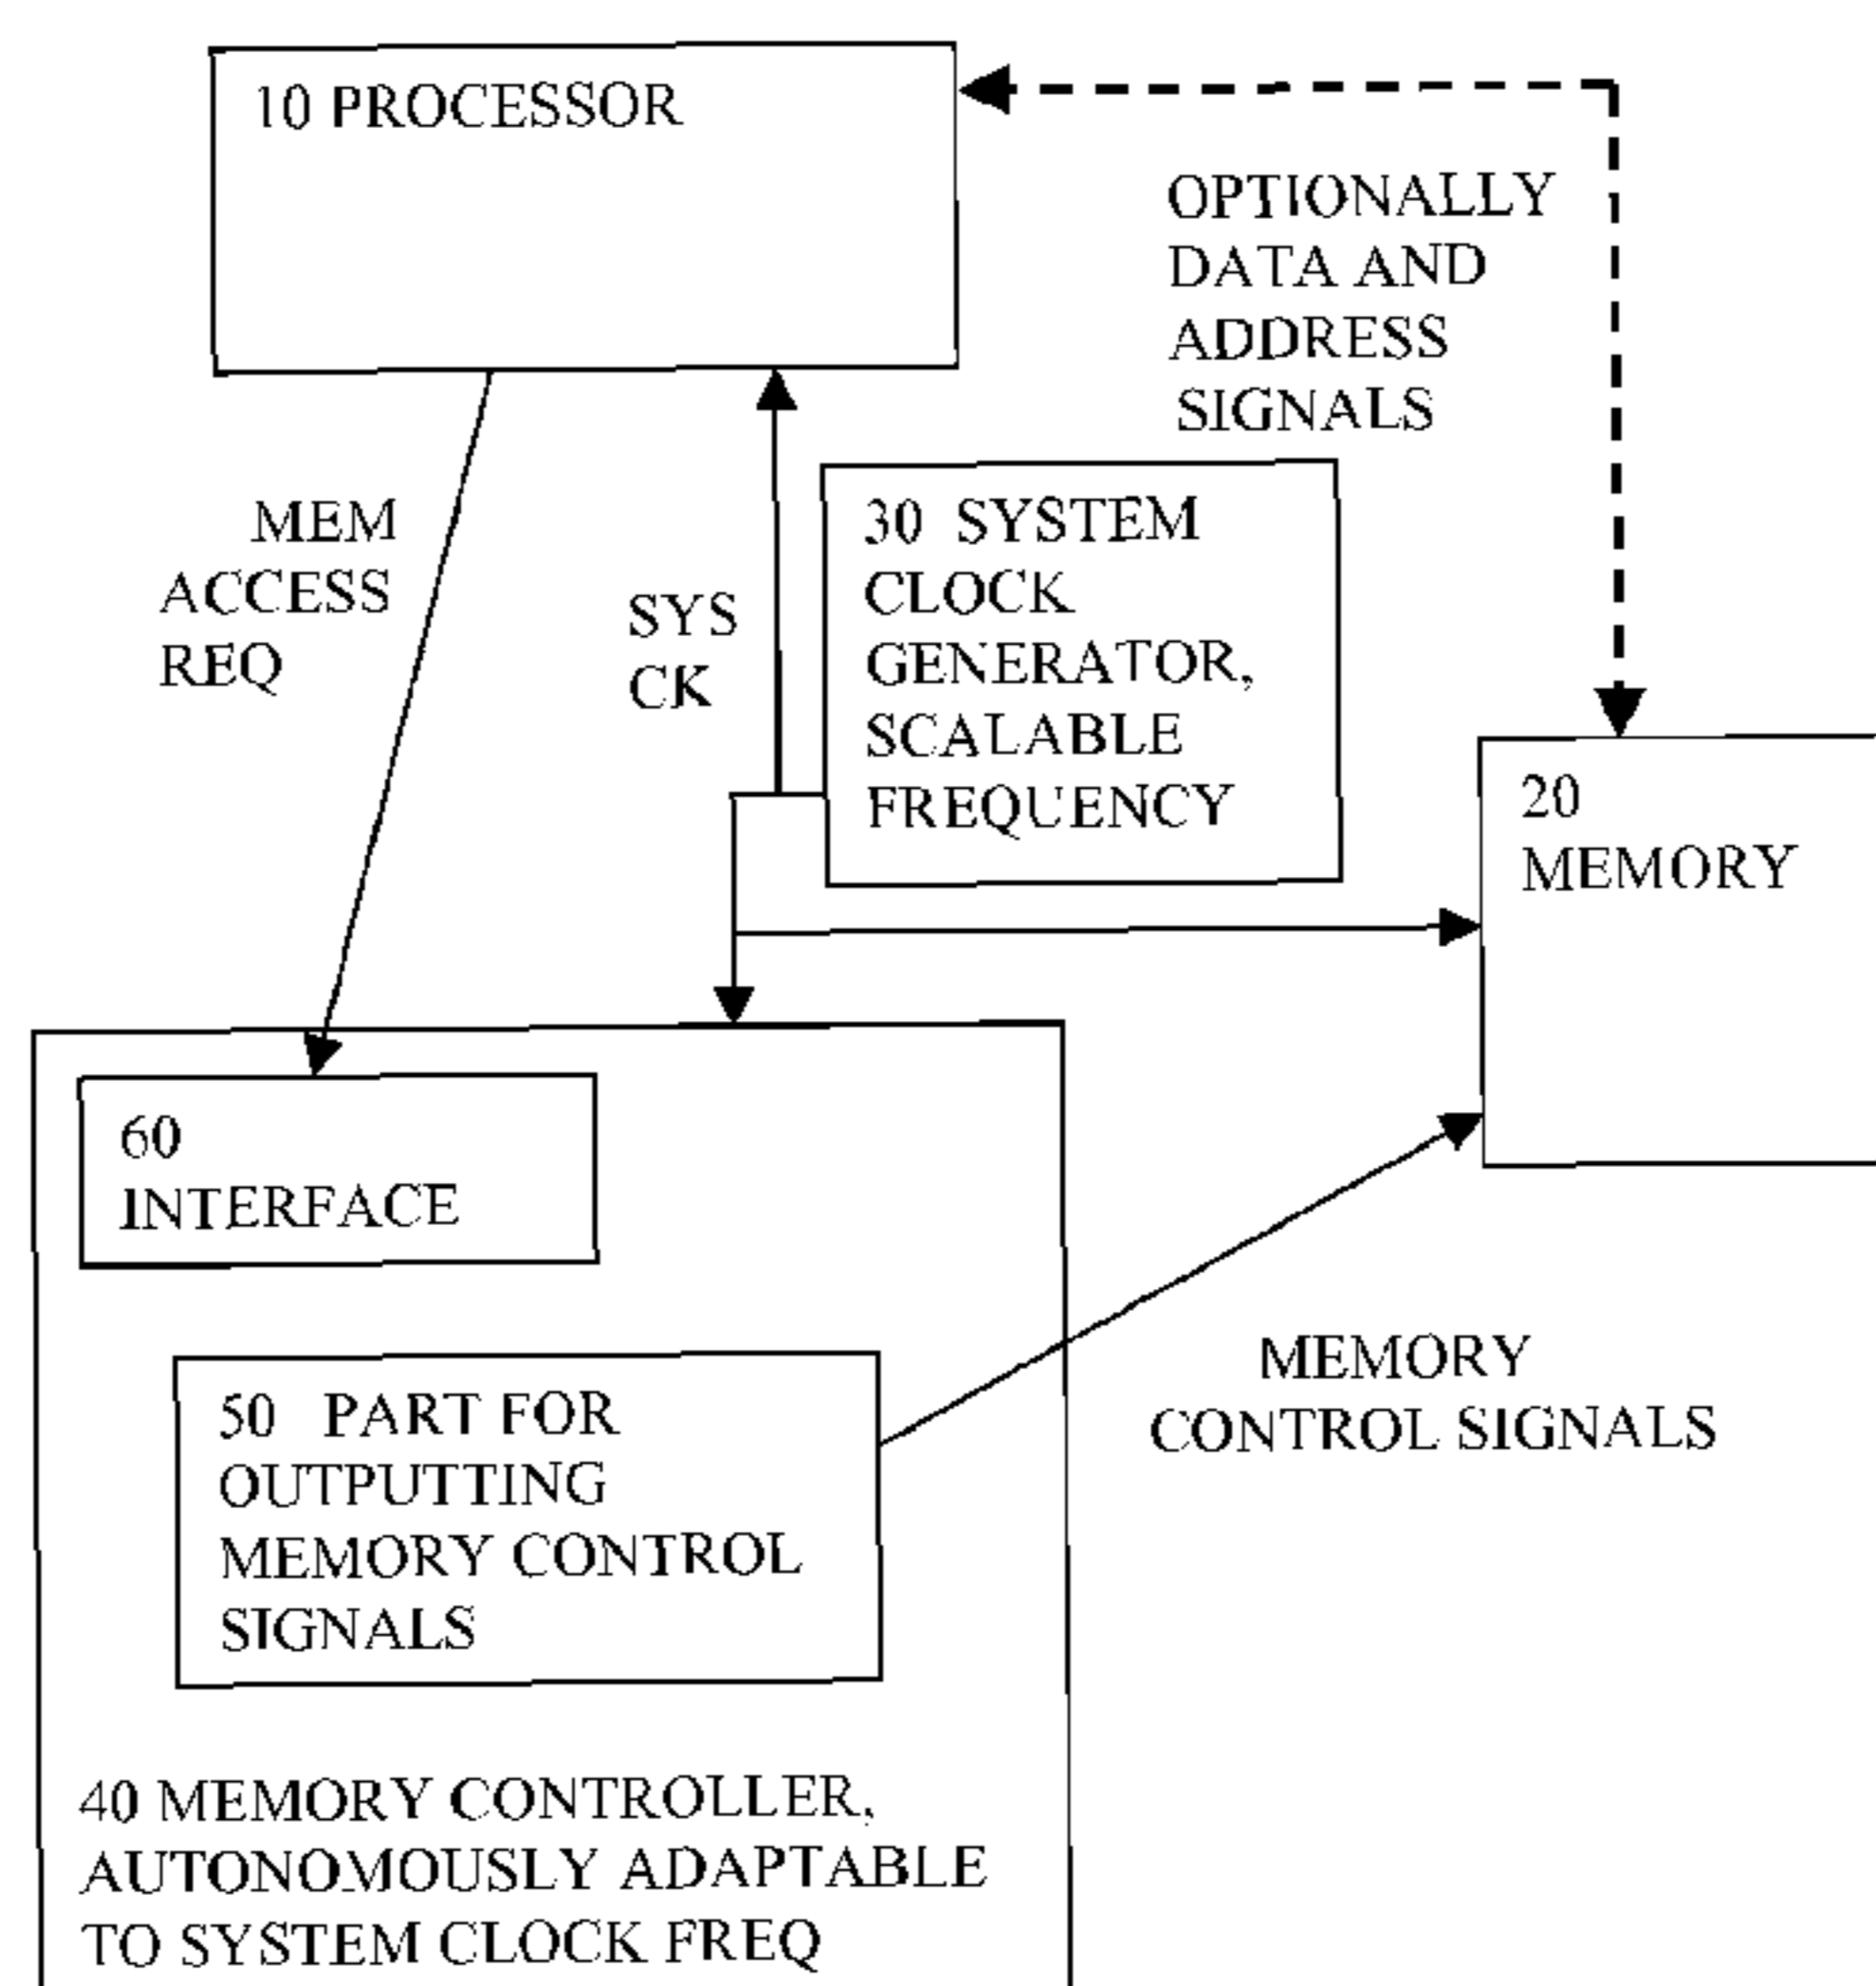 10 PROCESSOR
OPTIONALLY
DATA AND
ADDRESS
SIGNALS
MEM
ACCESS
REQ
SYS
CK
30 SYSTEM
CLOCK
GENERATOR,
SCALABLE
FREQUENCY
20
MEMORY
60
INTERFACE
50 PART FOR
OUTPUTTING
MEMORY CONTROL
SIGNALS
MEMORY
CONTROL SIGNALS
40 MEMORY CONTROLLER,
AUTONOMOUSLY ADAPTABLE
TO SYSTEM CLOCK FREQ